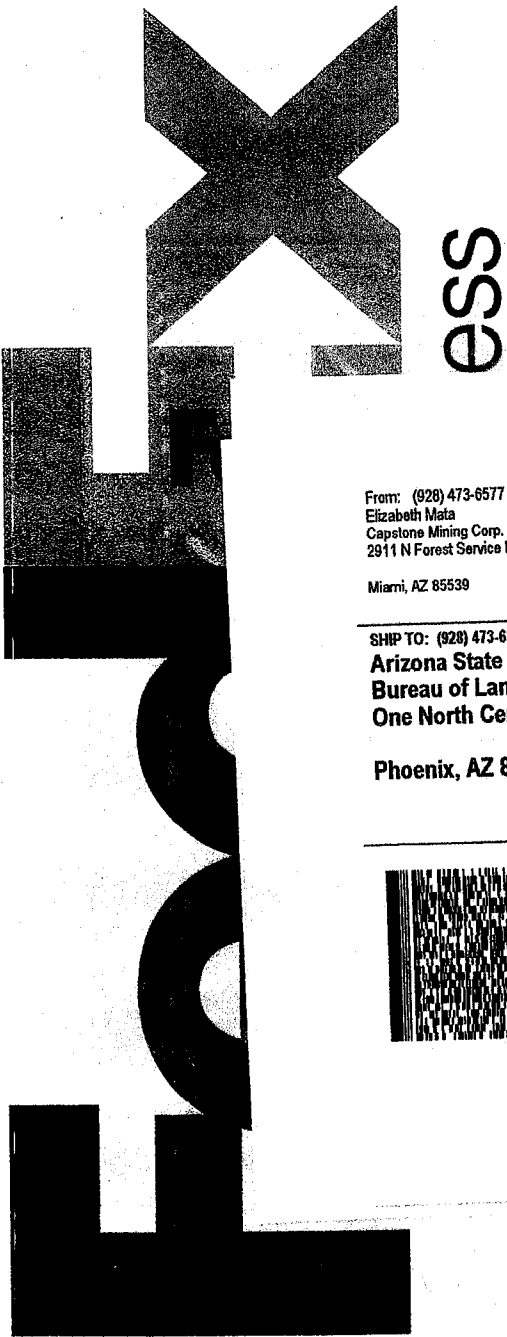 FedEx
ess
From: (928) 473-6577
Elizabeth Mata
Capstone Mining Corp.
2911 N Forest Service
Miami, AZ 85539
SHIP TO: (928) 473-6
Arizona State
Bureau of Lan
One North Ce
Phoenix, AZ 8